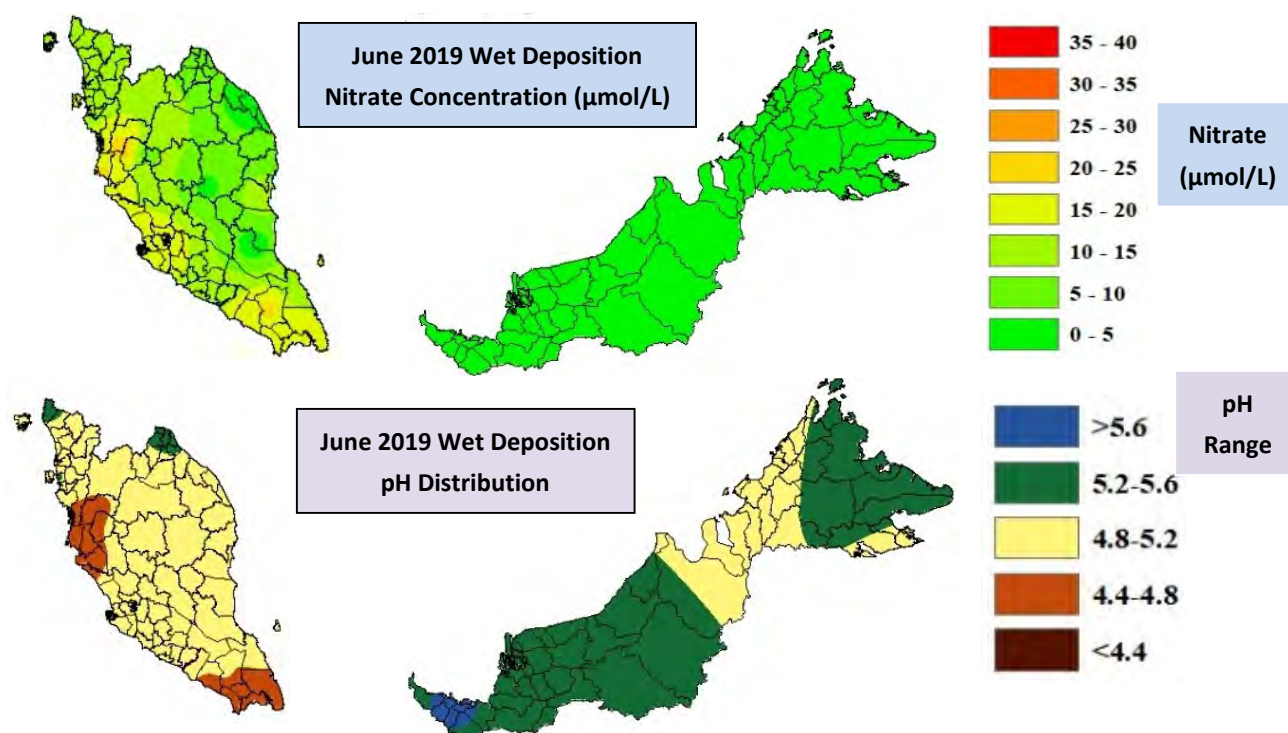 June 2019 Wet Deposition
Nitrate Concentration (µmol/L)
35 - 40
30 - 35
25 - 30
20 - 25
15 - 20
10 - 15
5 - 10
0 - 5
Nitrate
(µmol/L)
June 2019 Wet Deposition
pH Distribution
>5.6
5.2-5.6
4.8-5.2
4.4-4.8
<4.4
pH
Range